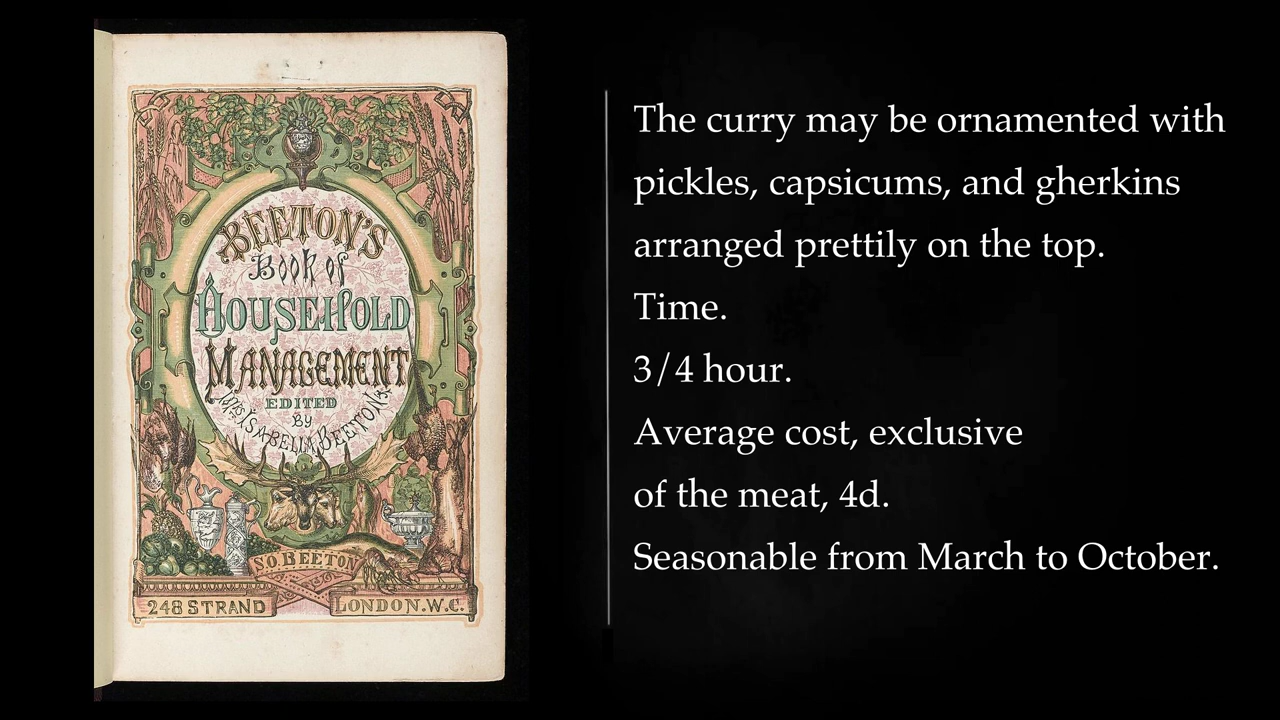 BEETON'S
Book of
HOUSEHOLD
MANAGEMENT
EDITED
By
MRS ISABELLA BEETON
S.O. BEETON
248 STRAND
LONDON.W.C.
The curry may be ornamented with
pickles, capsicums, and gherkins
arranged prettily on the top.
Time.
3/4 hour.
Average cost, exclusive
of the meat, 4d.
Seasonable from March to October.